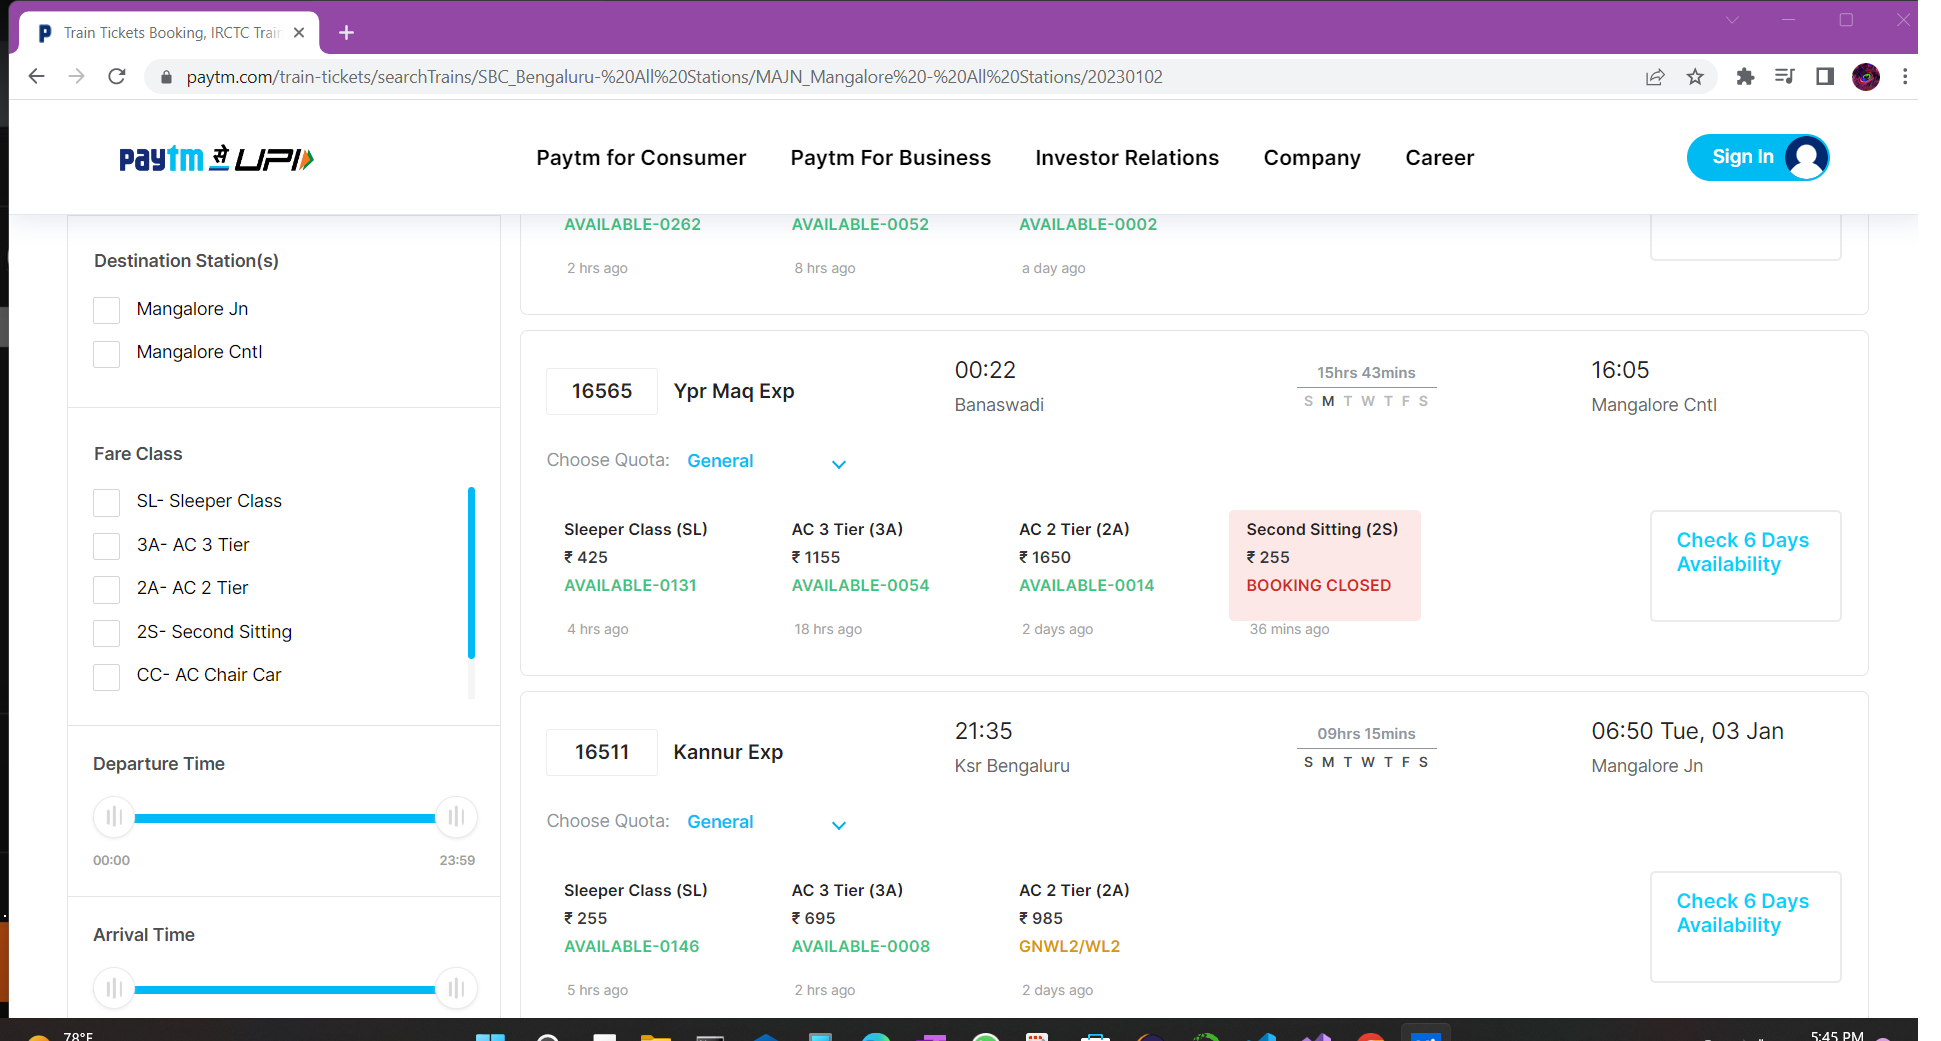 Train Tickets Booking, IRCTC Train
paytm.com/train-tickets/searchTrains/SBC_Bengaluru-%20All%20Stations/MAJN_Mangalore%20-%20All%20Stations/20230102
paytm से UPI
Paytm for Consumer
Paytm For Business
Investor Relations
Company
Career
Sign In
Destination Station(s)
Mangalore Jn
Mangalore Cntl
Fare Class
SL- Sleeper Class
3A- AC 3 Tier
2A- AC 2 Tier
2S- Second Sitting
CC- AC Chair Car
Departure Time
00:00 23:59
Arrival Time
AVAILABLE-0262 AVAILABLE-0052 AVAILABLE-0002
2 hrs ago 8 hrs ago a day ago
16565 Ypr Maq Exp
00:22
Banaswadi
15hrs 43mins
S M T W T F S
16:05
Mangalore Cntl
Choose Quota: General
Sleeper Class (SL) AC 3 Tier (3A) AC 2 Tier (2A) Second Sitting (2S)
₹ 425 ₹ 1155 ₹ 1650 ₹ 255
AVAILABLE-0131 AVAILABLE-0054 AVAILABLE-0014 BOOKING CLOSED
4 hrs ago 18 hrs ago 2 days ago 36 mins ago
Check 6 Days
Availability
16511 Kannur Exp
21:35
Ksr Bengaluru
09hrs 15mins
S M T W T F S
06:50 Tue, 03 Jan
Mangalore Jn
Choose Quota: General
Sleeper Class (SL) AC 3 Tier (3A) AC 2 Tier (2A)
₹ 255 ₹ 695 ₹ 985
AVAILABLE-0146 AVAILABLE-0008 GNWL2/WL2
5 hrs ago 2 hrs ago 2 days ago
Check 6 Days
Availability
78°F
5:45 PM